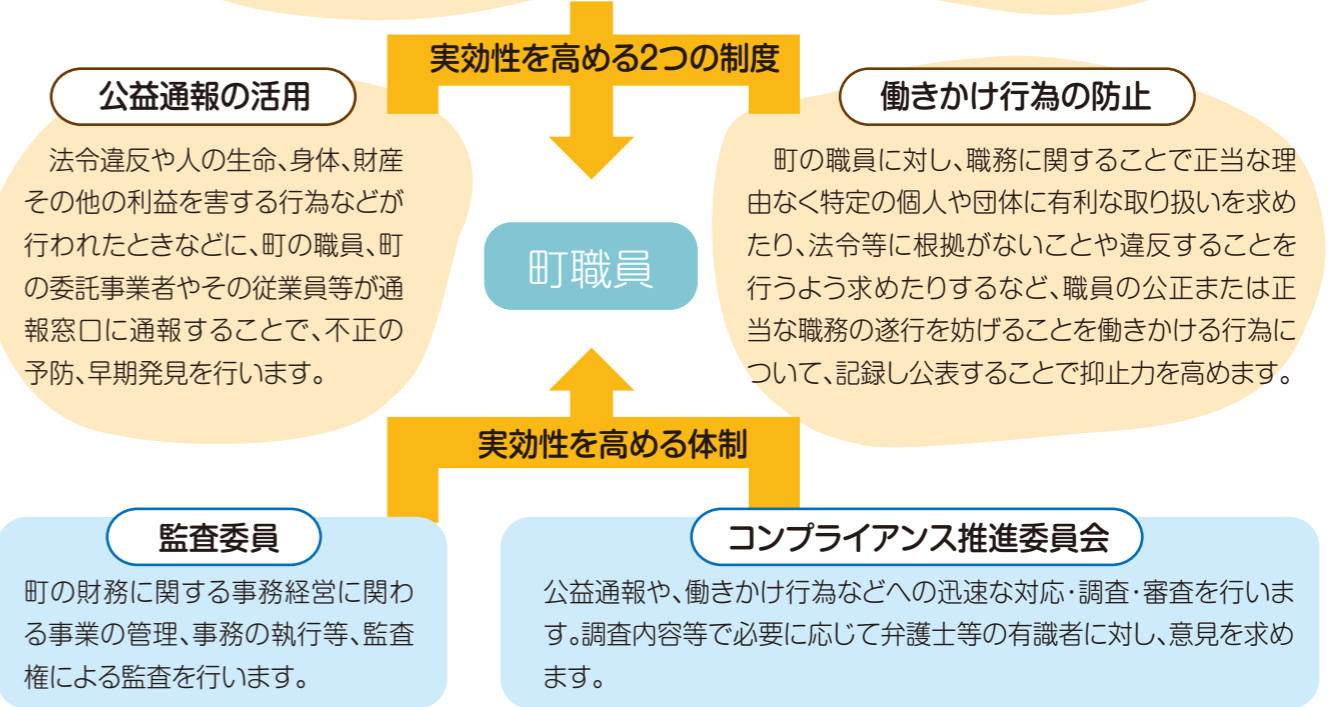 実効性を高める2つの制度
公益通報の活用
法令違反や人の生命、身体、財産
その他の利益を害する行為などが
行われたときなどに、町の職員、町
の委託事業者やその従業員等が通
報窓口に通報することで、不正の
予防、早期発見を行います。
働きかけ行為の防止
町の職員に対し、職務に関することで正当な理
由なく特定の個人や団体に有利な取り扱いを求め
たり、法令等に根拠がないことや違反することを
行うよう求めたりするなど、職員の公正または正
当な職務の遂行を妨げることを働きかける行為に
ついて、記録し公表することで抑止力を高めます。
町職員
実効性を高める体制
監査委員
町の財務に関する事務経営に関わ
る事業の管理、事務の執行等、監査
権による監査を行います。
コンプライアンス推進委員会
公益通報や、働きかけ行為などへの迅速な対応・調査・審査を行いま
す。調査内容等で必要に応じて弁護士等の有識者に対し、意見を求め
ます。